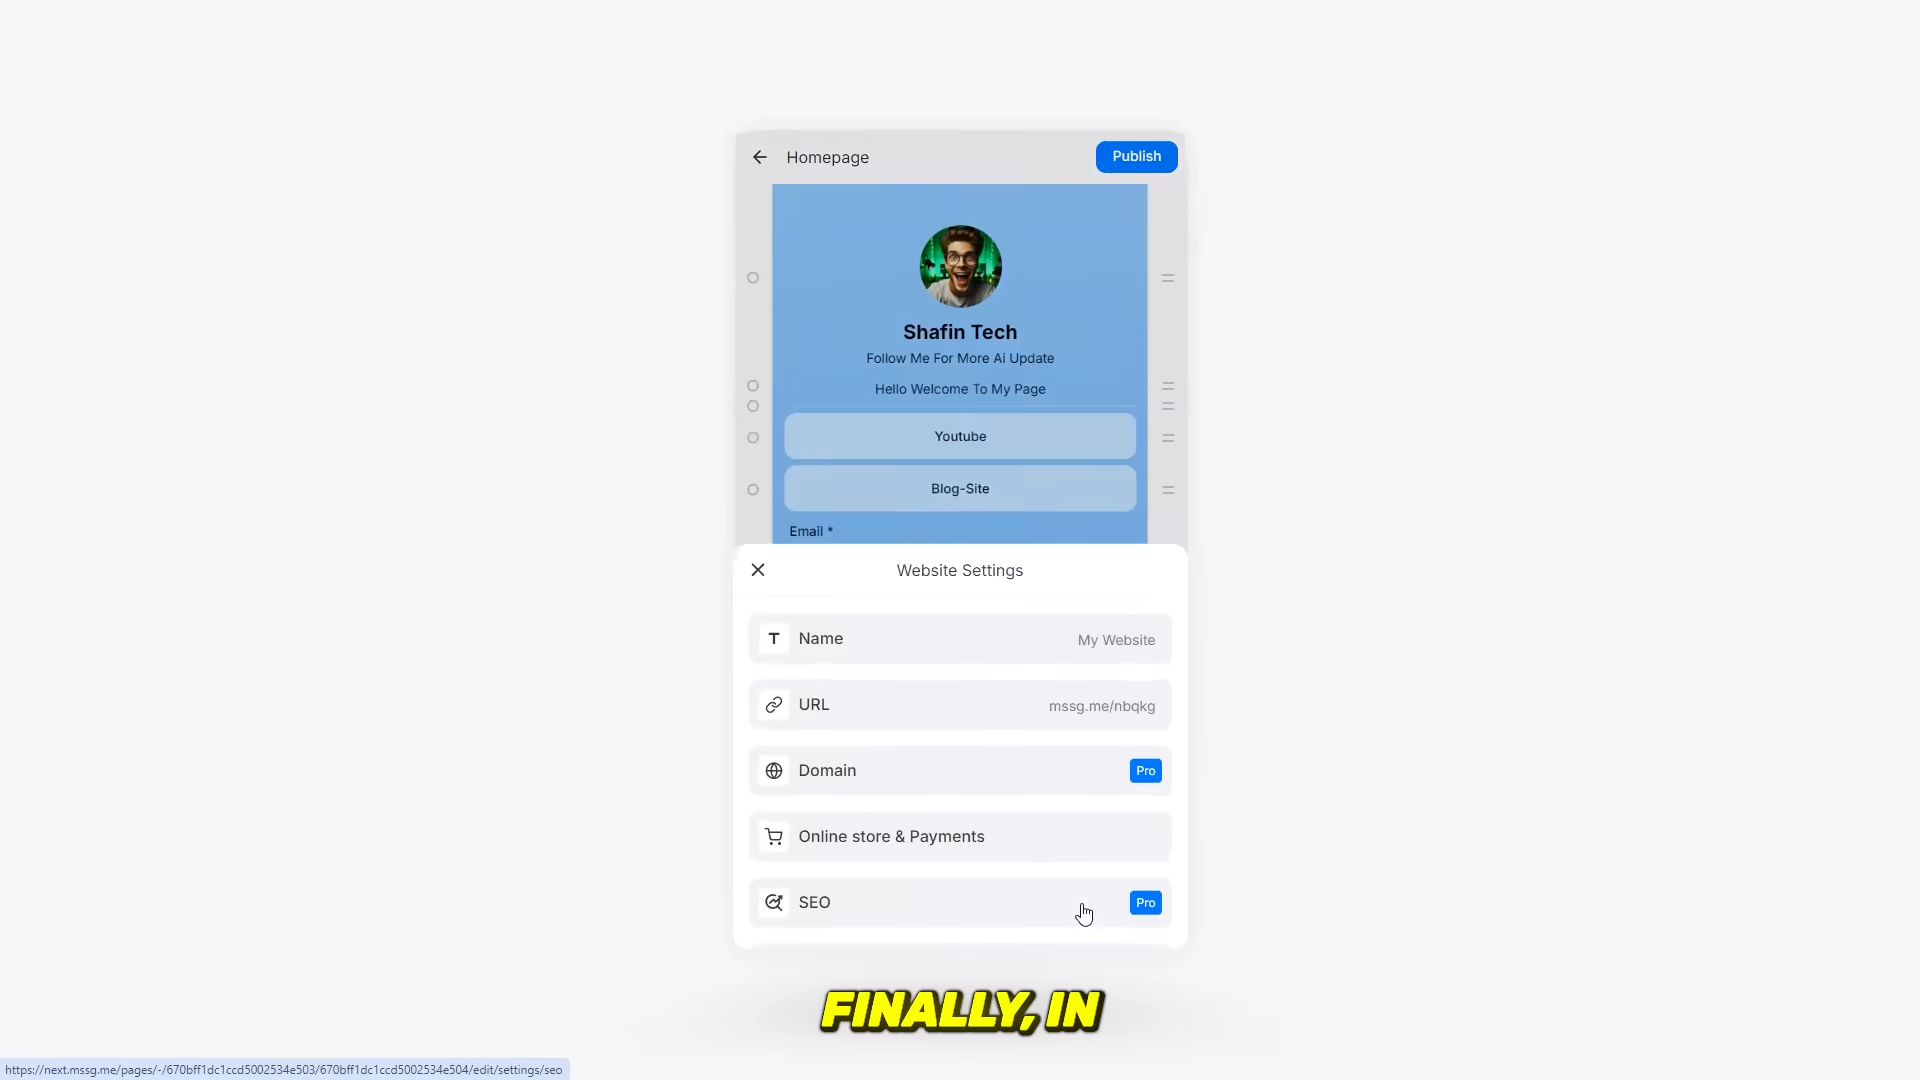 Homepage
Publish
Shafin Tech
Follow Me For More Ai Update
Hello Welcome To My Page
Youtube
Blog-Site
Email *
Website Settings
T Name My Website
URL mssg.me/nbqkg
Domain Pro
Online store & Payments
SEO Pro
FINALLY, IN
https://next.mssg.me/pages/-/670bff1dc1ccd5002534e503/670bff1dc1ccd5002534e504/edit/settings/seo